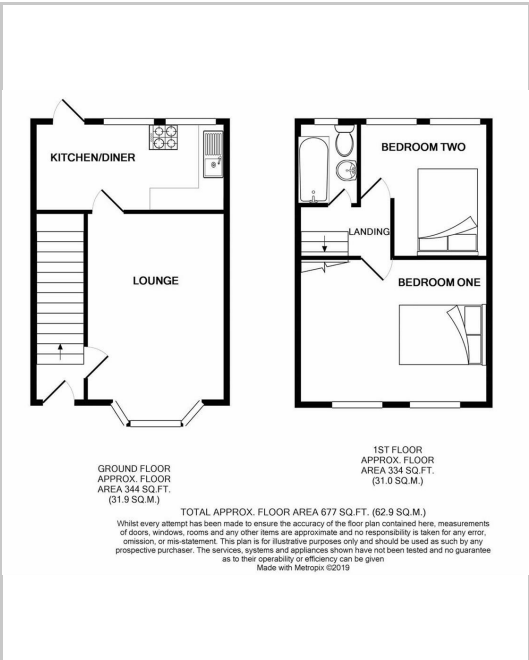 KITCHEN/DINER
LOUNGE
BEDROOM TWO
LANDING
BEDROOM ONE
GROUND FLOOR
APPROX. FLOOR
AREA 344 SQ.FT.
(31.9 SQ.M.)
1ST FLOOR
APPROX. FLOOR
AREA 334 SQ.FT.
(31.0 SQ.M.)
TOTAL APPROX. FLOOR AREA 677 SQ.FT. (62.9 SQ.M.)
Whilst every attempt has been made to ensure the accuracy of the floor plan contained here, measurements
of doors, windows, rooms and any other items are approximate and no responsibility is taken for any error,
omission, or mis-statement. This plan is for illustrative purposes only and should be used as such by any
prospective purchaser. The services, systems and appliances shown have not been tested and no guarantee
as to their operability or efficiency can be given
Made with Metropix ©2019